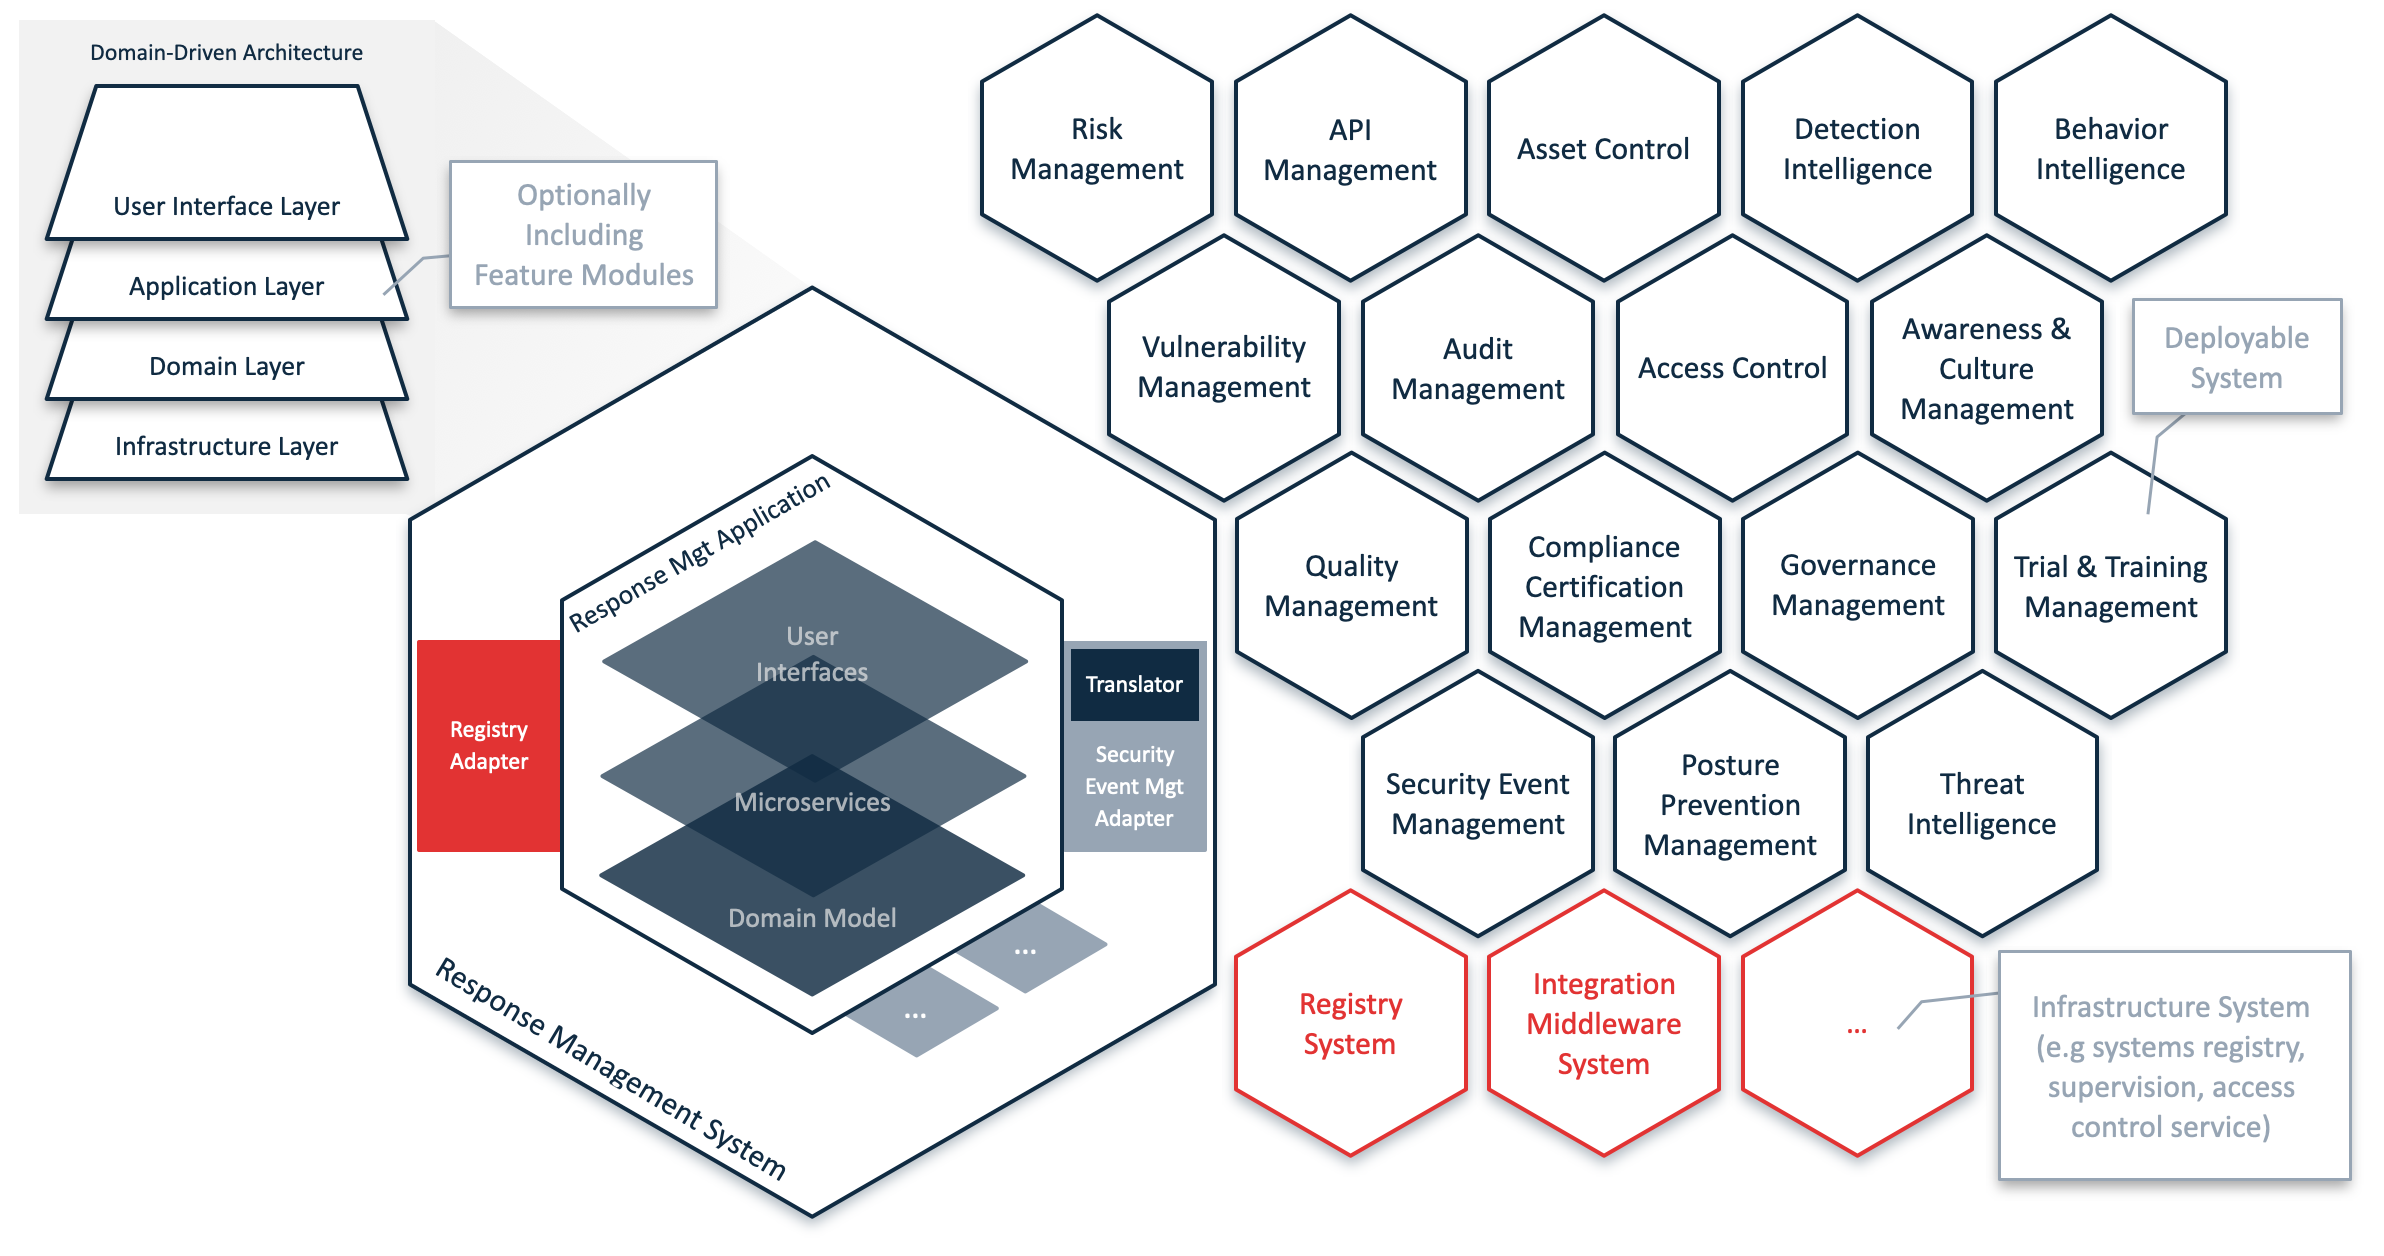 Domain-Driven Architecture
User Interface Layer
Application Layer
Domain Layer
Infrastructure Layer
Optionally
Including
Feature Modules
Response Mgt Application
User
Interfaces
Microservices
Domain Model
Registry
Adapter
Translator
Security
Event Mgt
Adapter
...
...
Response Management System
Risk
Management
API
Management
Asset Control
Detection
Intelligence
Behavior
Intelligence
Vulnerability
Management
Audit
Management
Access Control
Awareness &
Culture
Management
Deployable
System
Quality
Management
Compliance
Certification
Management
Governance
Management
Trial & Training
Management
Security Event
Management
Posture
Prevention
Management
Threat
Intelligence
Registry
System
Integration
Middleware
System
...
Infrastructure System
(e.g systems registry,
supervision, access
control service)